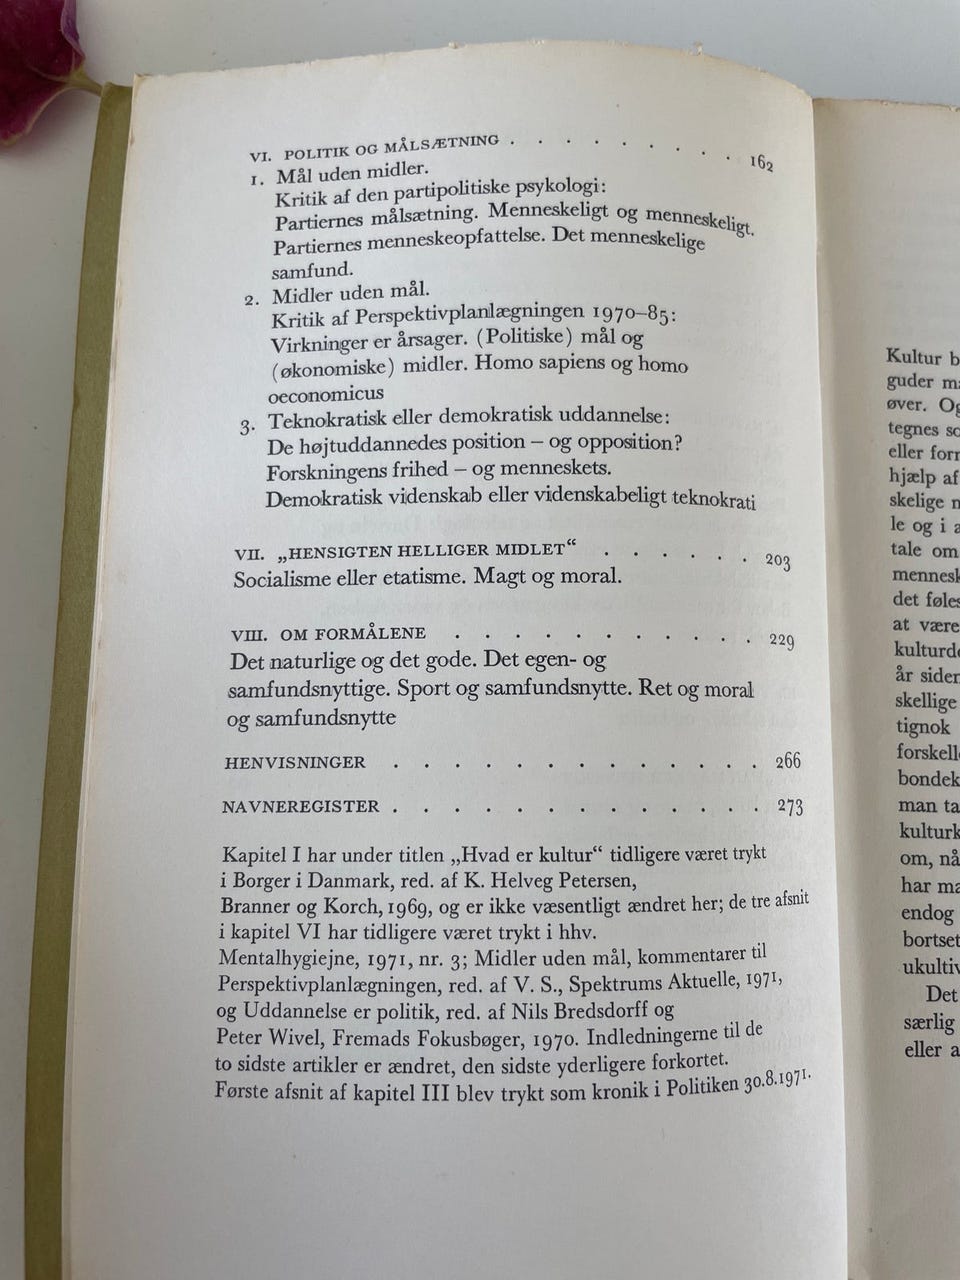 VI. POLITIK OG MÅLSÆTNING . . . . . . . . 162
1. Mål uden midler.
Kritik af den partipolitiske psykologi:
Partiernes målsætning. Menneskeligt og menneskeligt.
Partiernes menneskeopfattelse. Det menneskelige
samfund.
2. Midler uden mål.
Kritik af Perspektivplanlægningen 1970–85:
Virkninger er årsager. (Politiske) mål og
(økonomiske) midler. Homo sapiens og homo
oeconomicus
3. Teknokratisk eller demokratisk uddannelse:
De højtuddannedes position – og opposition?
Forskningens frihed – og menneskets.
Demokratisk videnskab eller videnskabeligt teknokrati
VII. „HENSIGTEN HELLIGER MIDLET“ . . . . . . 203
Socialisme eller etatisme. Magt og moral.
VIII. OM FORMÅLENE . . . . . . . . . . . . 229
Det naturlige og det gode. Det egen- og
samfundsnyttige. Sport og samfundsnytte. Ret og moral
og samfundsnytte
HENVISNINGER . . . . . . . . . . . . . . 266
NAVNEREGISTER . . . . . . . . . . . . . . 273
Kapitel I har under titlen „Hvad er kultur“ tidligere været trykt
i Borger i Danmark, red. af K. Helveg Petersen,
Branner og Korch, 1969, og er ikke væsentligt ændret her; de tre afsnit
i kapitel VI har tidligere været trykt i hhv.
Mentalhygiejne, 1971, nr. 3; Midler uden mål, kommentarer til
Perspektivplanlægningen, red. af V. S., Spektrums Aktuelle, 1971,
og Uddannelse er politik, red. af Nils Bredsdorff og
Peter Wivel, Fremads Fokusbøger, 1970. Indledningerne til de
to sidste artikler er ændret, den sidste yderligere forkortet.
Første afsnit af kapitel III blev trykt som kronik i Politiken 30.8.1971.
Kultur b
guder m
øver. Og
tegnes so
eller forr
hjælp af
skelige n
le og i a
tale om
mennesk
det føles
at være
kulturde
år siden
skellige
tignok
forskell
bondek
man ta
kulturk
om, nå
har ma
endog
bortset
ukultiv
Det
særlig
eller a